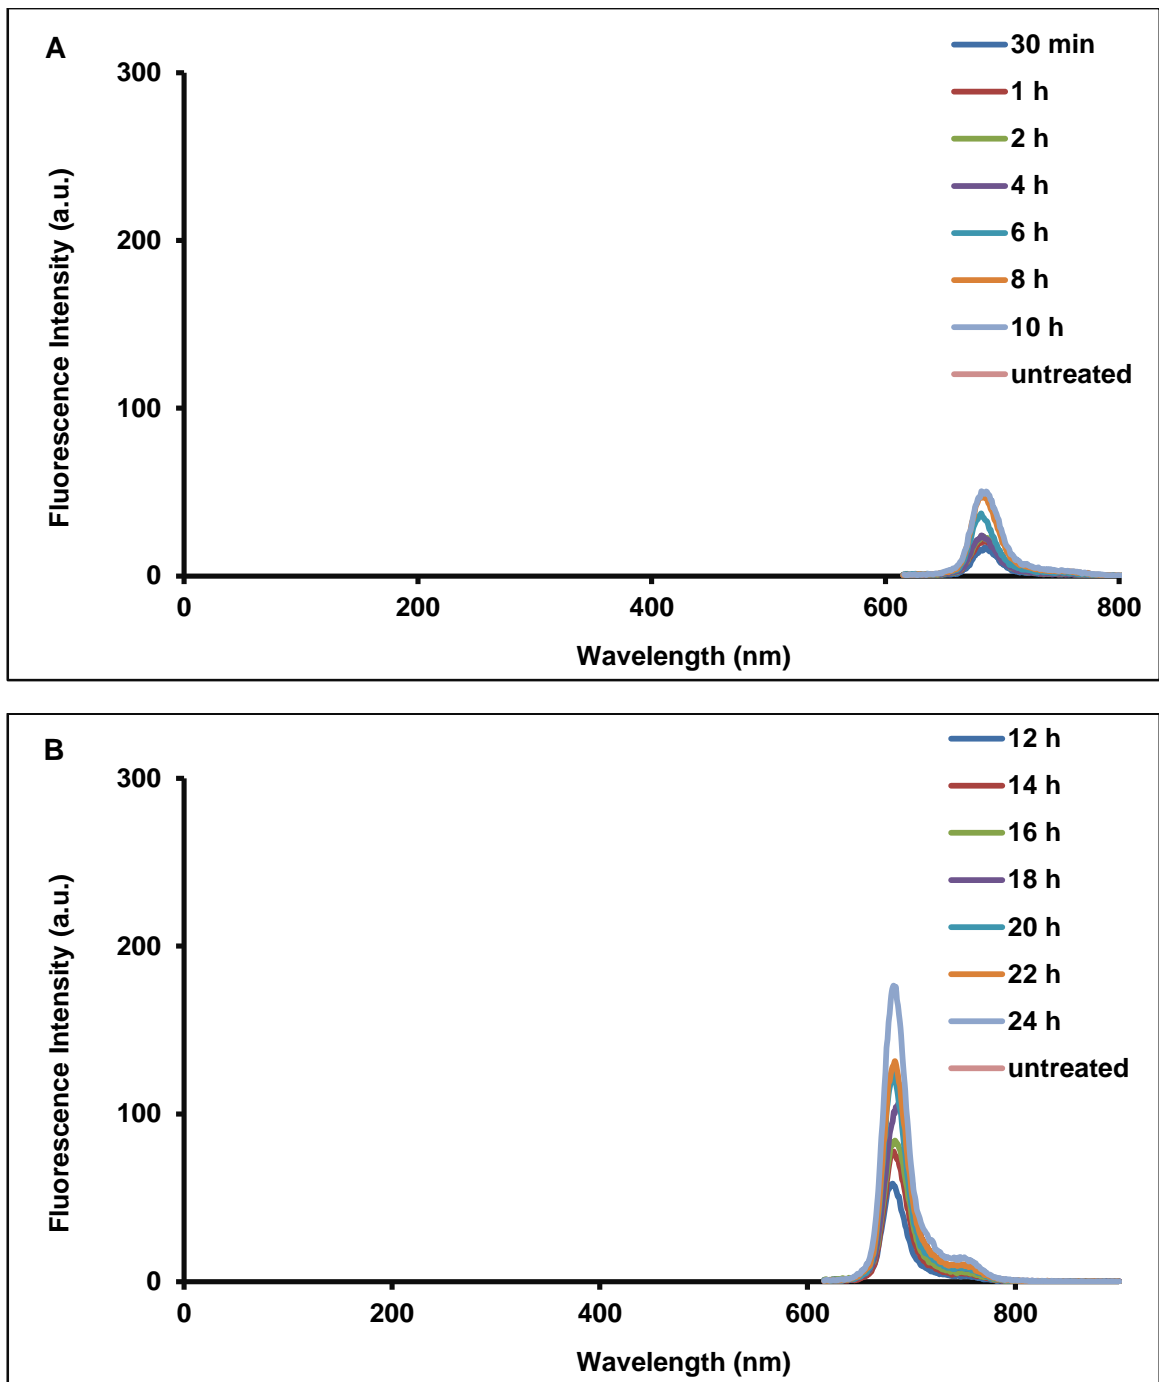 A
30 min
1 h
2 h
4 h
6 h
8 h
10 h
untreated
300
200
100
0
Fluorescence Intensity (a.u.)
0 200 400 600 800
Wavelength (nm)
B
12 h
14 h
16 h
18 h
20 h
22 h
24 h
untreated
300
200
100
0
Fluorescence Intensity (a.u.)
0 200 400 600 800
Wavelength (nm)